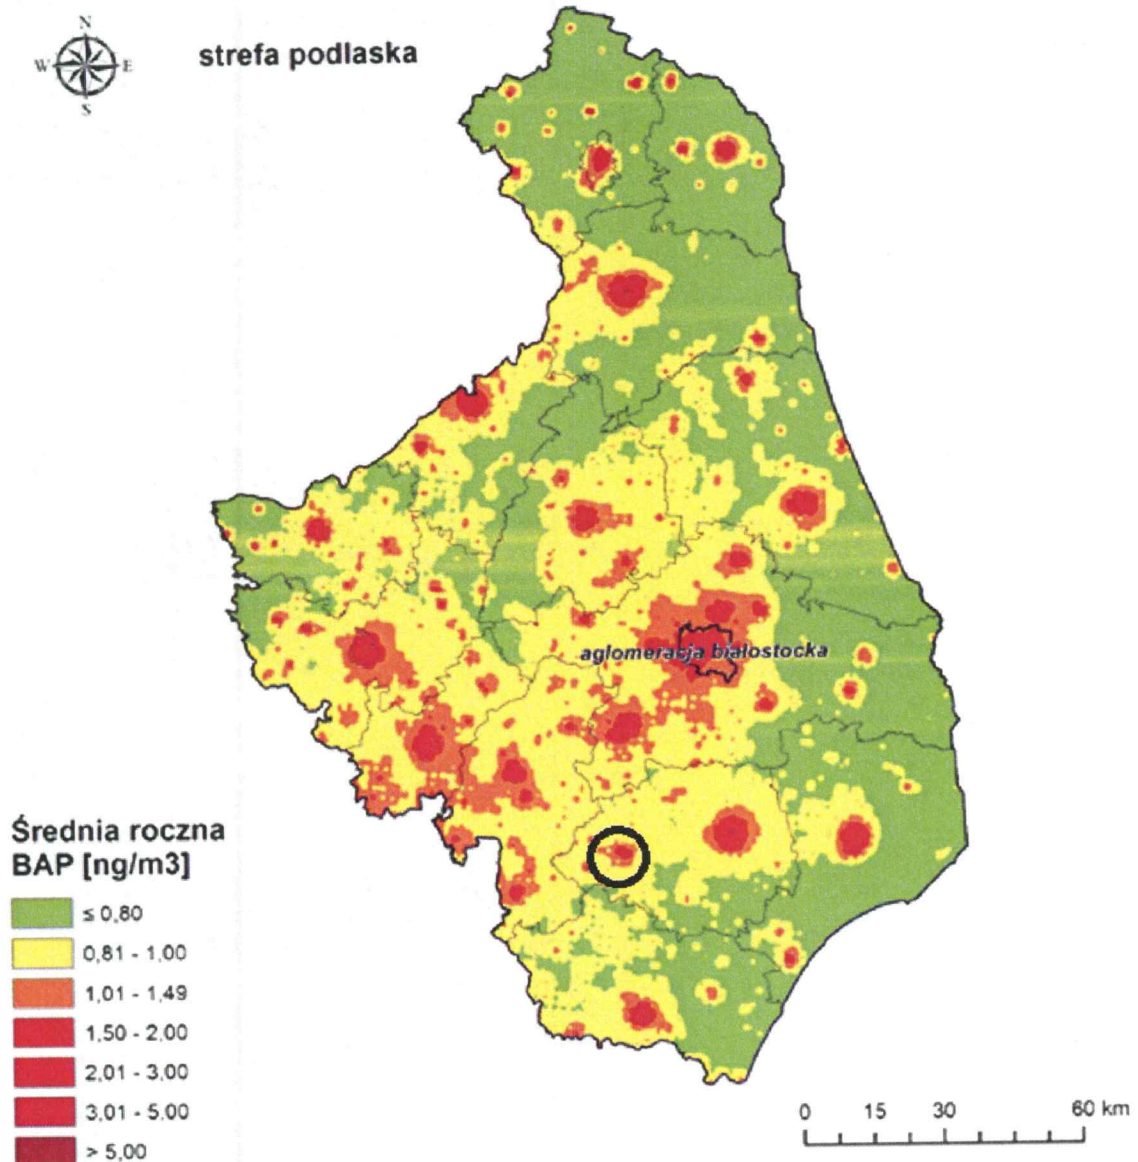 N
W E
S
strefa podlaska
aglomeracja białostocka
Średnia roczna
BAP [ng/m3]
≤ 0,80
0,81 - 1,00
1,01 - 1,49
1,50 - 2,00
2,01 - 3,00
3,01 - 5,00
> 5,00
0 15 30 60 km